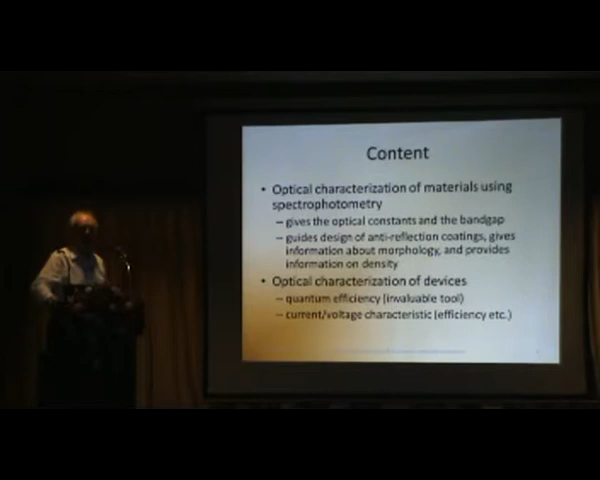 Content
• Optical characterization of materials using
spectrophotometry
– gives the optical constants and the bandgap
– guides design of anti-reflection coatings, gives
information about morphology, and provides
information on density
• Optical characterization of devices
– quantum efficiency (invaluable tool)
– current/voltage characteristic (efficiency etc.)